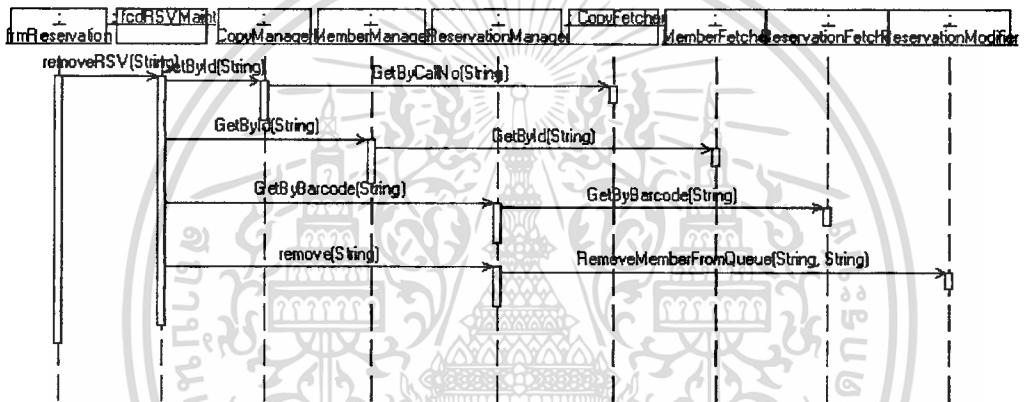 fcdRSVMaint
CopyFetcher
frmReservation
CopyManager
MemberManager
ReservationManager
MemberFetcher
ReservationFetch
ReservationModifier
removeRSV(String)
GetById(String)
GetByCallNo(String)
GetById(String)
GetById(String)
GetByBarcode(String)
GetByBarcode(String)
remove(String)
RemoveMemberFromQueue(String, String)